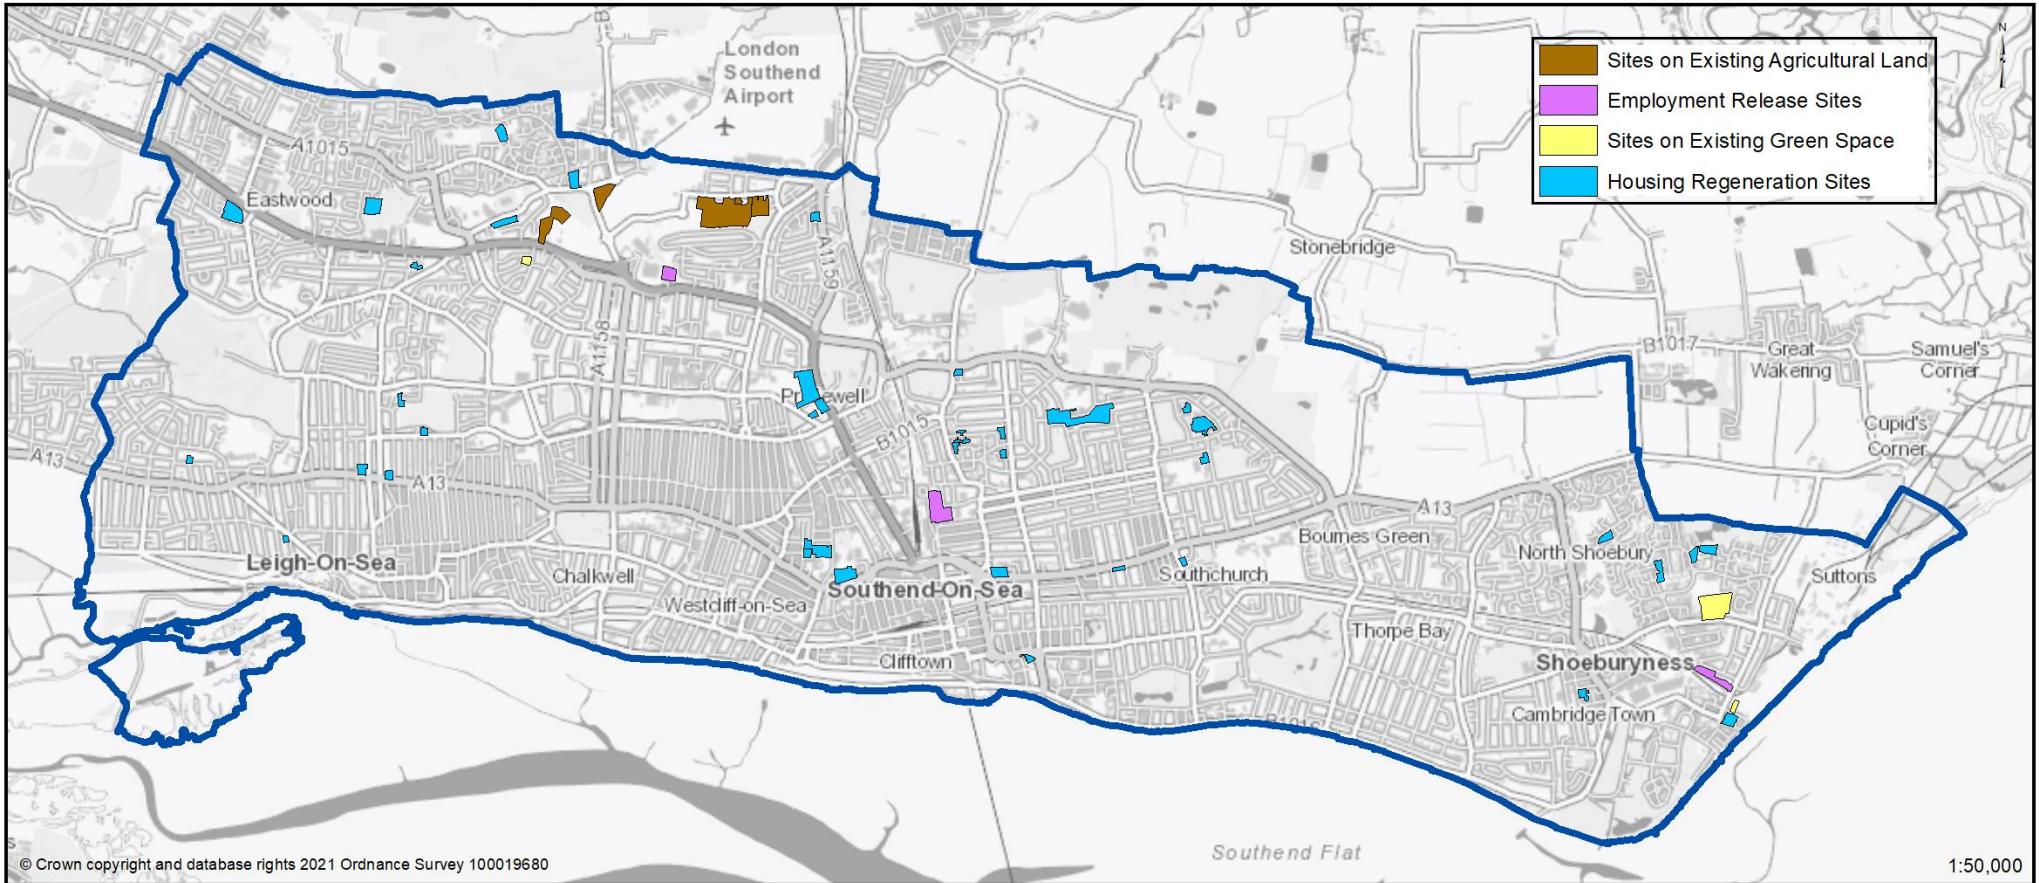 London
Southend
Airport
N
Sites on Existing Agricultural Land
Employment Release Sites
Sites on Existing Green Space
Housing Regeneration Sites
B
A1015
Eastwood
A1159
Stonebridge
A1158
B1017
Great
Wakering
Samuel's
Corner
Cupid's
Corner
B1015
A13
A13
A13
Leigh-On-Sea
Chalkwell
Westcliff-on-Sea
Southend-On-Sea
Southchurch
Bournes Green
North Shoebury
Suttons
Clifftown
Thorpe Bay
Shoeburyness
Cambridge Town
Southend Flat
© Crown copyright and database rights 2021 Ordnance Survey 100019680
1:50,000